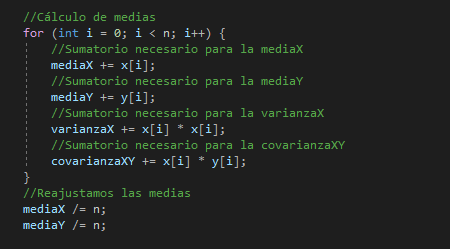 //Cálculo de medias
for (int i = 0; i < n; i++) {
//Sumatorio necesario para la mediaX
mediaX += x[i];
//Sumatorio necesario para la mediaY
mediaY += y[i];
//Sumatorio necesario para la varianzaX
varianzaX += x[i] * x[i];
//Sumatorio necesario para la covarianzaXY
covarianzaXY += x[i] * y[i];
}
//Reajustamos las medias
mediaX /= n;
mediaY /= n;